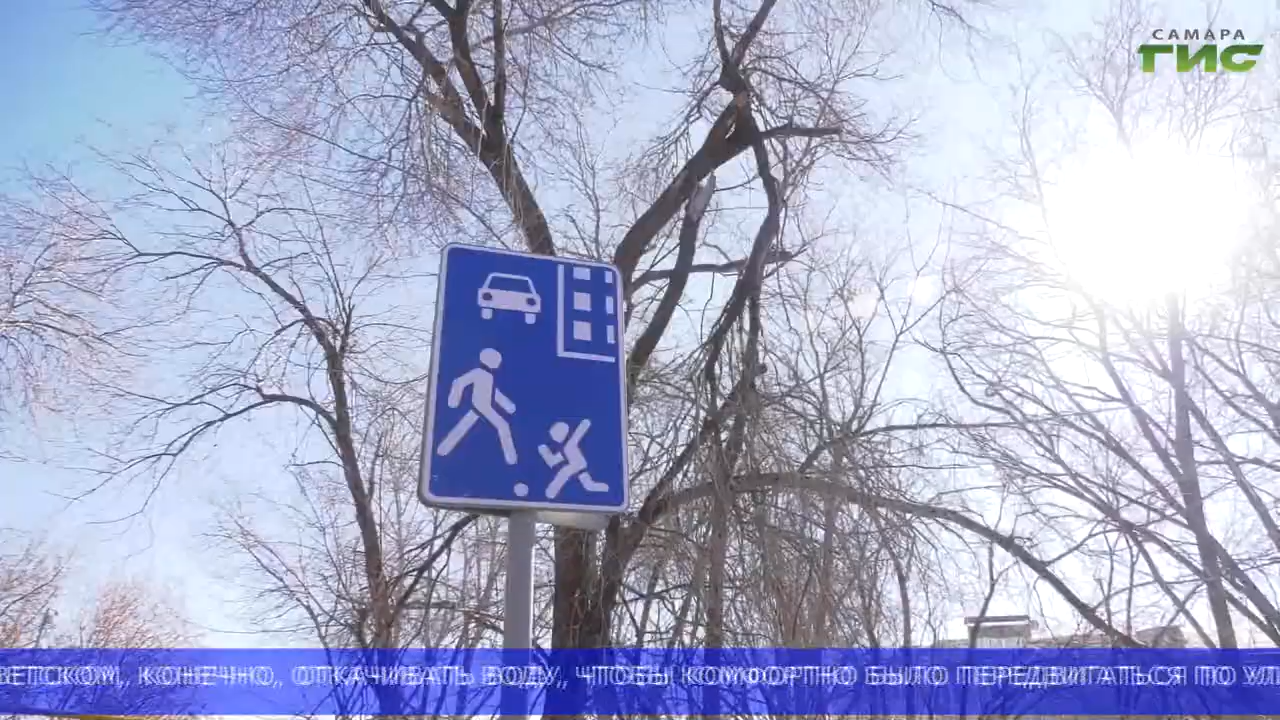 САМАРА
ГИС
ВЕТСКОМ, КОНЕЧНО, ОТКАЧИВАТЬ ВОДУ, ЧТОБЫ КОМФОРТНО БЫЛО ПЕРЕДВИГАТЬСЯ ПО УЛ